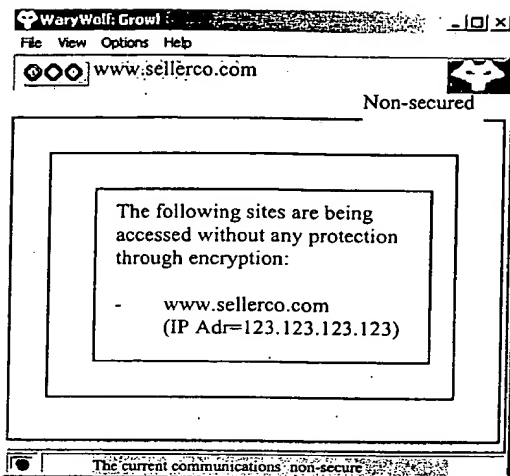 WaryWolf: Growl
File View Options Help
www.sellerco.com
Non-secured
The following sites are being
accessed without any protection
through encryption:
- www.sellerco.com
(IP Adr=123.123.123.123)
The current communications non-secure